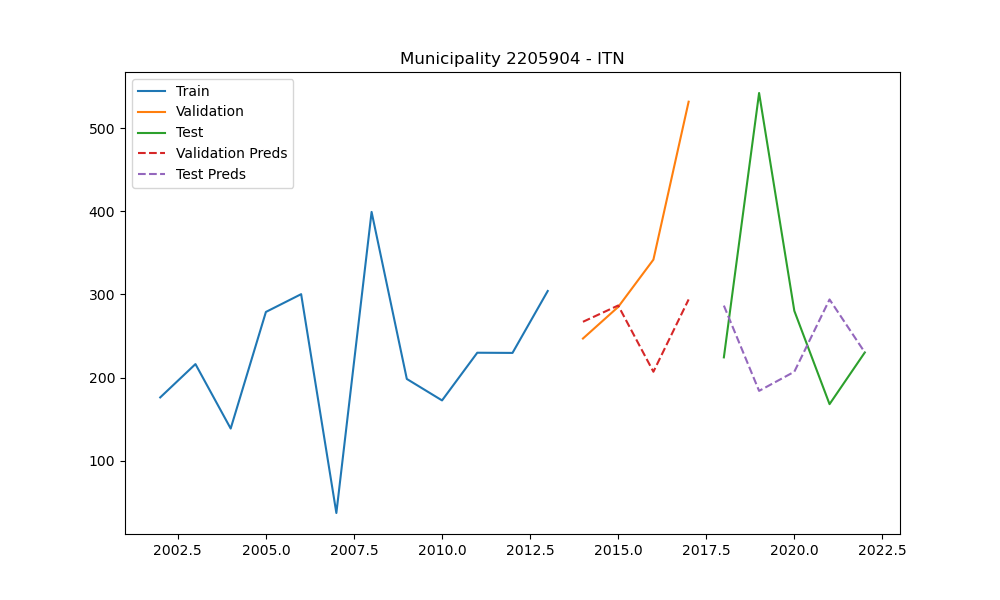 Municipality 2205904 - ITN
Train
Validation
Test
Validation Preds
Test Preds
500
400
300
200
100
2002.5 2005.0 2007.5 2010.0 2012.5 2015.0 2017.5 2020.0 2022.5